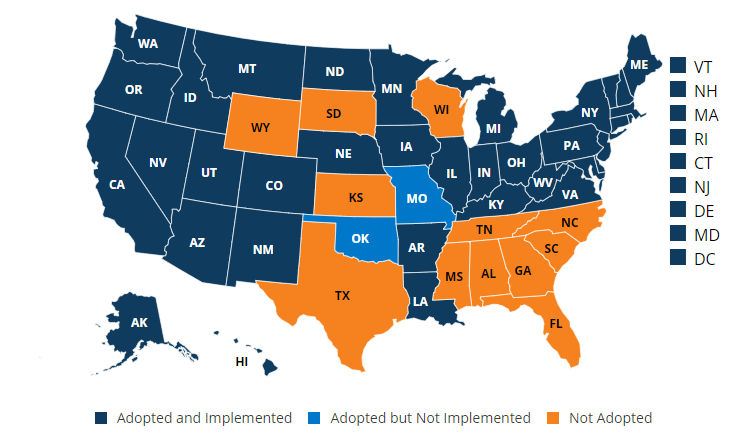 WA
ME
VT
MT
ND
MN
OR
ID
NH
WI
SD
NY
MA
WY
MI
RI
IA
PA
NE
CT
NV
OH
IL
IN
UT
NJ
CA
CO
WV
VA
KS
MO
KY
DE
NC
TN
MD
AZ
NM
OK
AR
SC
DC
MS
AL
GA
TX
LA
AK
FL
HI
Adopted and Implemented
Adopted but Not Implemented
Not Adopted